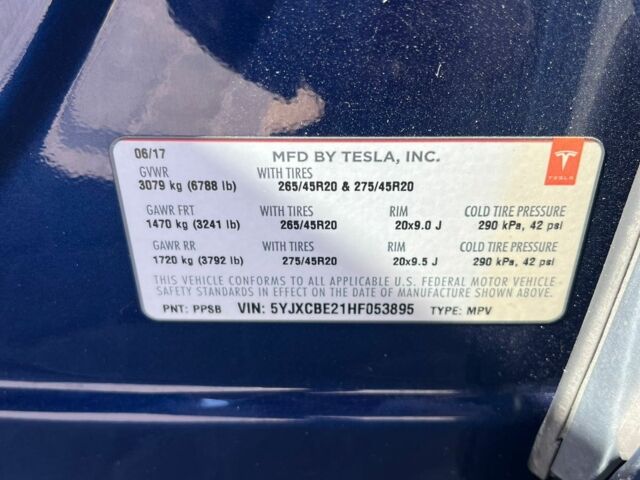 06/17 MFD BY TESLA, INC.
GVWR WITH TIRES
3079 kg (6788 lb) 265/45R20 & 275/45R20
TESLA
GAWR FRT WITH TIRES RIM COLD TIRE PRESSURE
1470 kg (3241 lb) 265/45R20 20x9.0 J 290 kPa, 42 psi
GAWR RR WITH TIRES RIM COLD TIRE PRESSURE
1720 kg (3792 lb) 275/45R20 20x9.5 J 290 kPa, 42 psi
THIS VEHICLE CONFORMS TO ALL APPLICABLE U.S. FEDERAL MOTOR VEHICLE
SAFETY STANDARDS IN EFFECT ON THE DATE OF MANUFACTURE SHOWN ABOVE.
PNT: PPSB VIN: 5YJXCBE21HF053895 TYPE: MPV